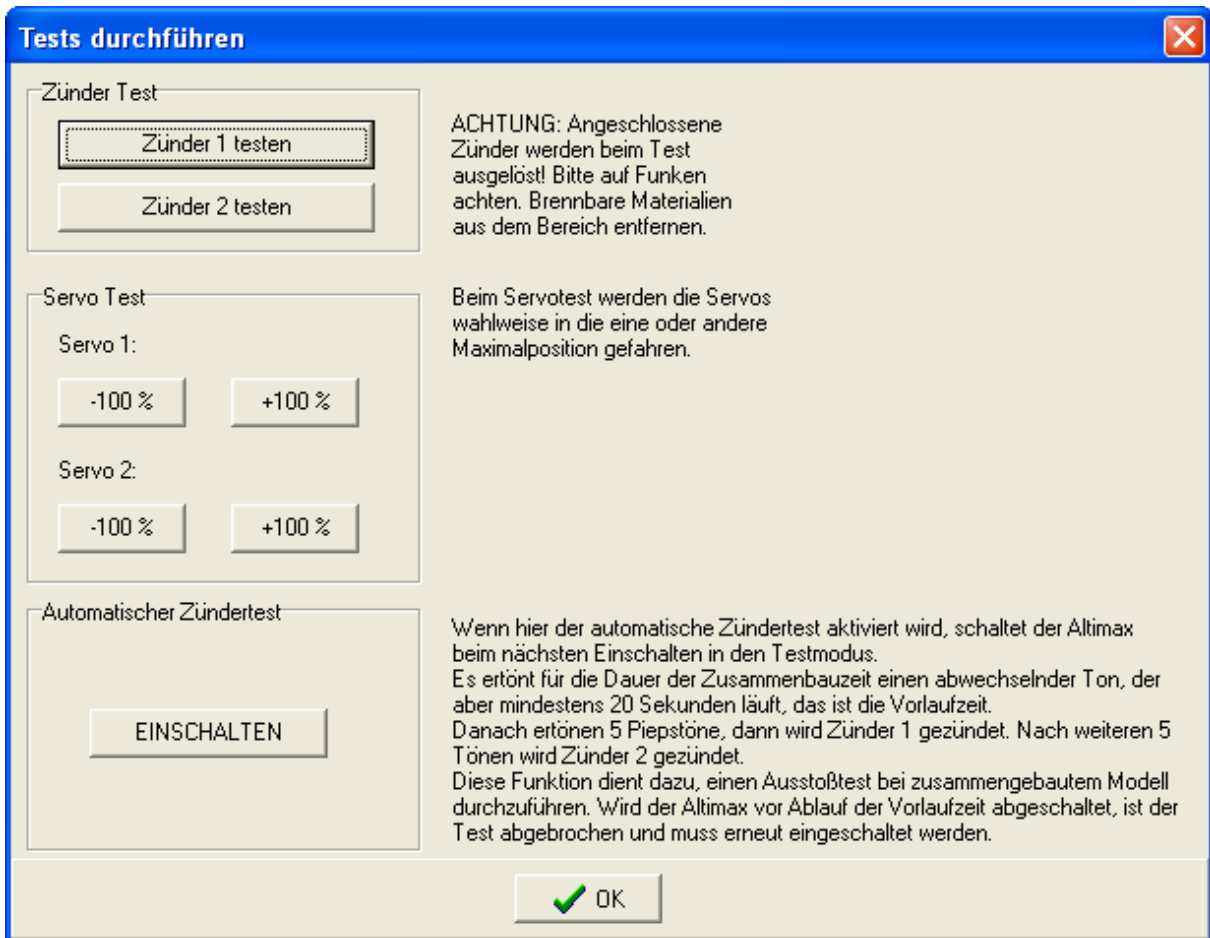 Tests durchführen
Zünder Test
Zünder 1 testen
Zünder 2 testen
ACHTUNG: Angeschlossene
Zünder werden beim Test
ausgelöst! Bitte auf Funken
achten. Brennbare Materialien
aus dem Bereich entfernen.
Servo Test
Servo 1:
-100 %
+100 %
Servo 2:
-100 %
+100 %
Beim Servotest werden die Servos
wahlweise in die eine oder andere
Maximalposition gefahren.
Automatischer Zündertest
EINSCHALTEN
Wenn hier der automatische Zündertest aktiviert wird, schaltet der Altimax
beim nächsten Einschalten in den Testmodus.
Es ertönt für die Dauer der Zusammenbauzeit einen abwechselnder Ton, der
aber mindestens 20 Sekunden läuft, das ist die Vorlaufzeit.
Danach ertönen 5 Piepstöne, dann wird Zünder 1 gezündet. Nach weiteren 5
Tönen wird Zünder 2 gezündet.
Diese Funktion dient dazu, einen Ausstoßtest bei zusammengebautem Modell
durchzuführen. Wird der Altimax vor Ablauf der Vorlaufzeit abgeschaltet, ist der
Test abgebrochen und muss erneut eingeschaltet werden.
OK